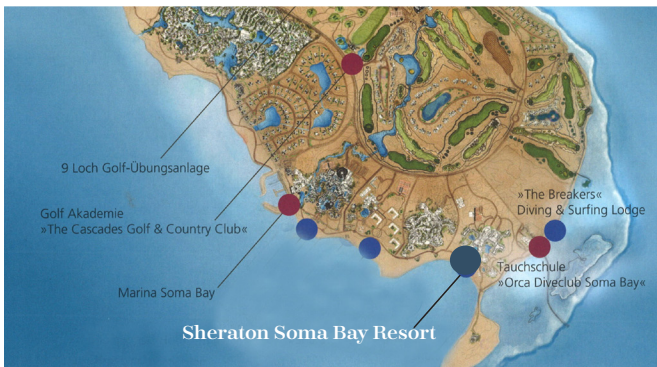 9 Loch Golf-Übungsanlage
Golf Akademie
»The Cascades Golf & Country Club«
Marina Soma Bay
»The Breakers«
Diving & Surfing Lodge
Tauchschule
»Orca Diveclub Soma Bay«
Sheraton Soma Bay Resort